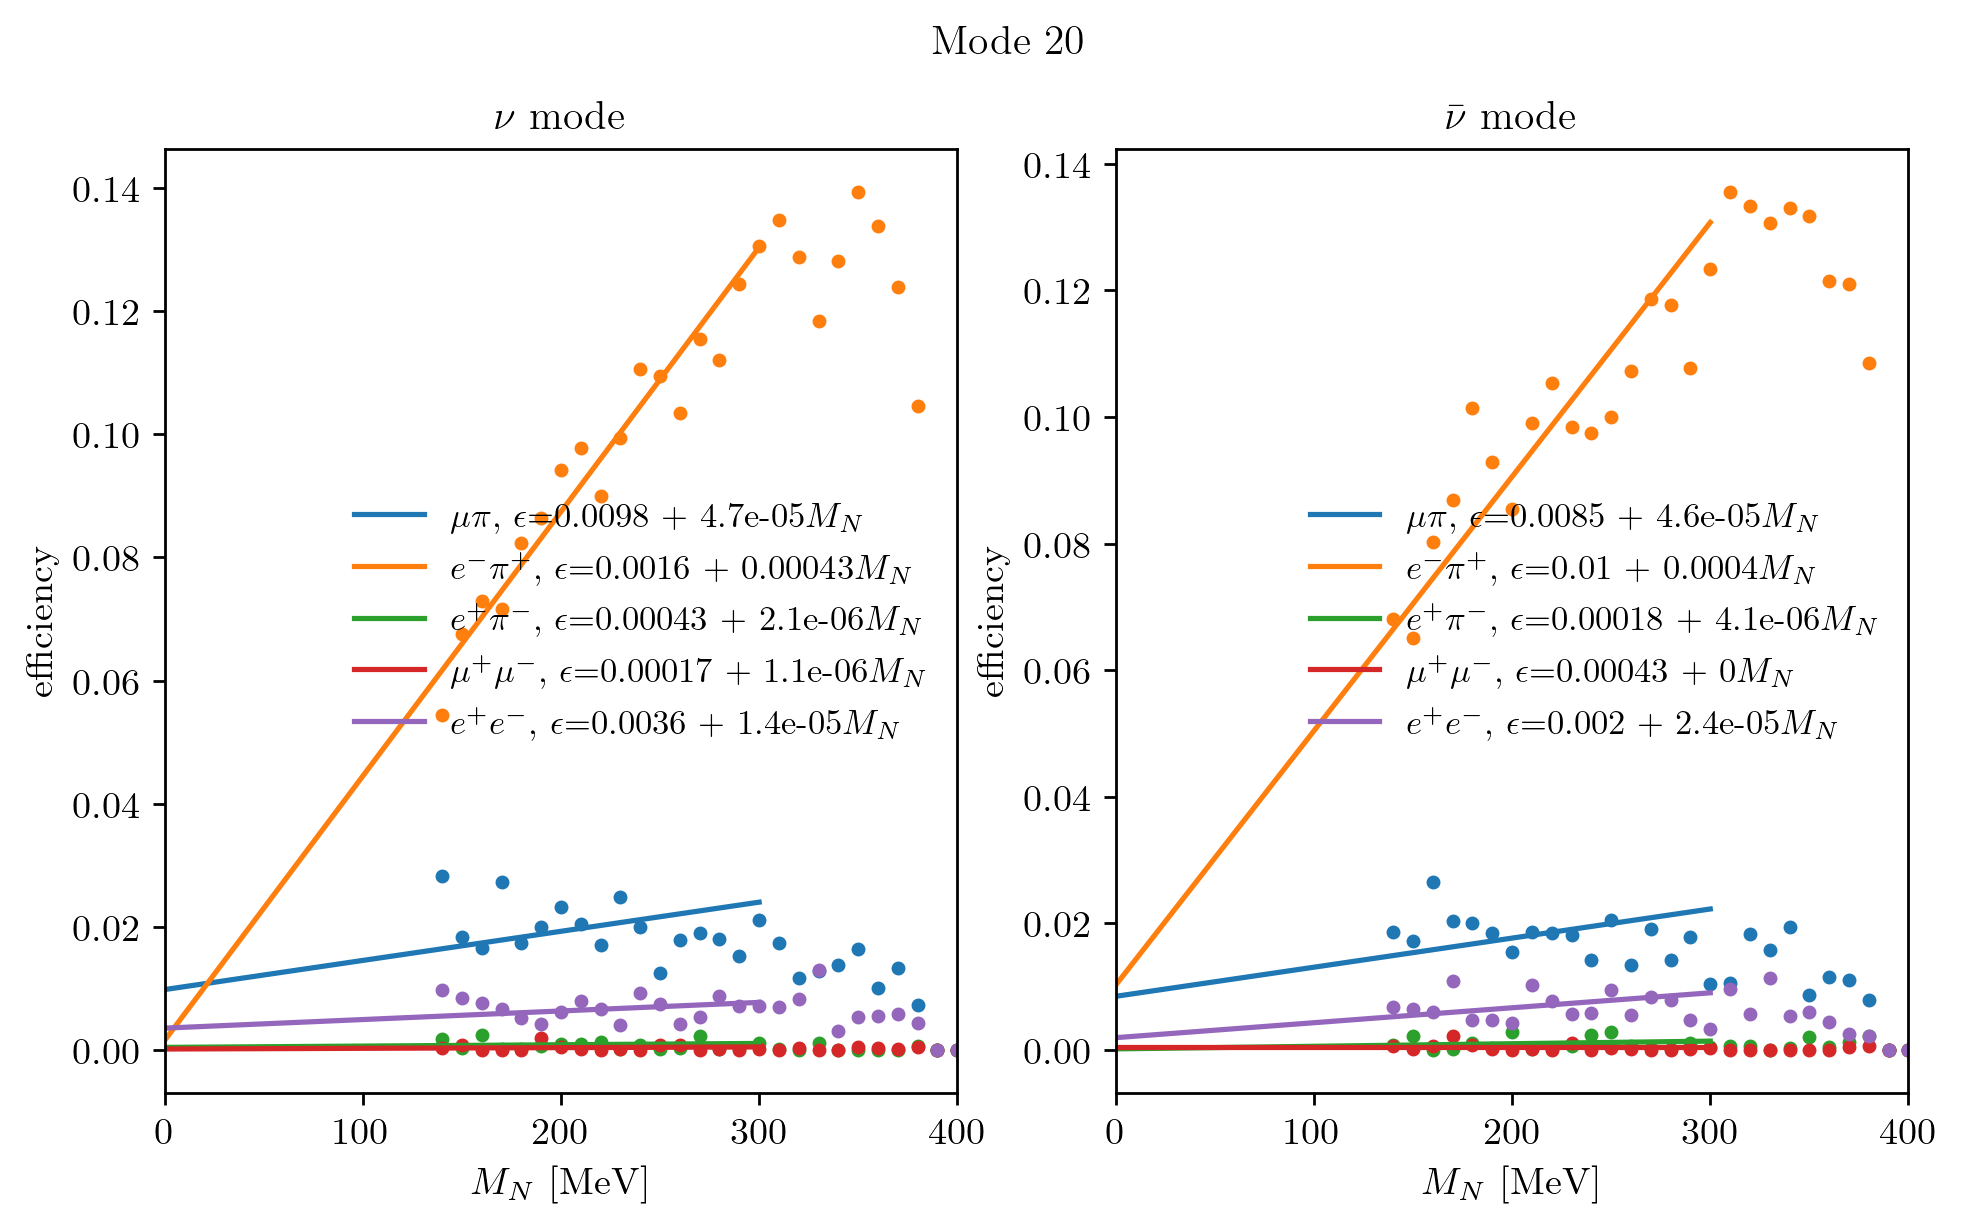 Mode 20
ν mode
0.14
0.12
0.10
0.08
0.06
0.04
0.02
0.00
efficiency
μπ, ϵ=0.0098 + 4.7e-05M_N
e⁻π⁺, ϵ=0.0016 + 0.00043M_N
e⁺π⁻, ϵ=0.00043 + 2.1e-06M_N
μ⁺μ⁻, ϵ=0.00017 + 1.1e-06M_N
e⁺e⁻, ϵ=0.0036 + 1.4e-05M_N
0 100 200 300 400
M_N [MeV]
ν̄ mode
0.14
0.12
0.10
0.08
0.06
0.04
0.02
0.00
efficiency
μπ, ϵ=0.0085 + 4.6e-05M_N
e⁻π⁺, ϵ=0.01 + 0.0004M_N
e⁺π⁻, ϵ=0.00018 + 4.1e-06M_N
μ⁺μ⁻, ϵ=0.00043 + 0M_N
e⁺e⁻, ϵ=0.002 + 2.4e-05M_N
0 100 200 300 400
M_N [MeV]